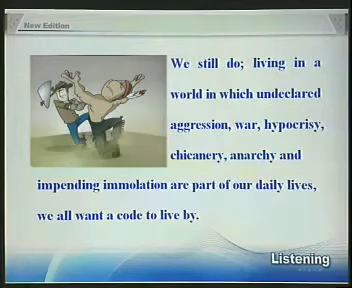 New Edition
We still do; living in a
world in which undeclared
aggression, war, hypocrisy,
chicanery, anarchy and
impending immolation are part of our daily lives,
we all want a code to live by.
Listening